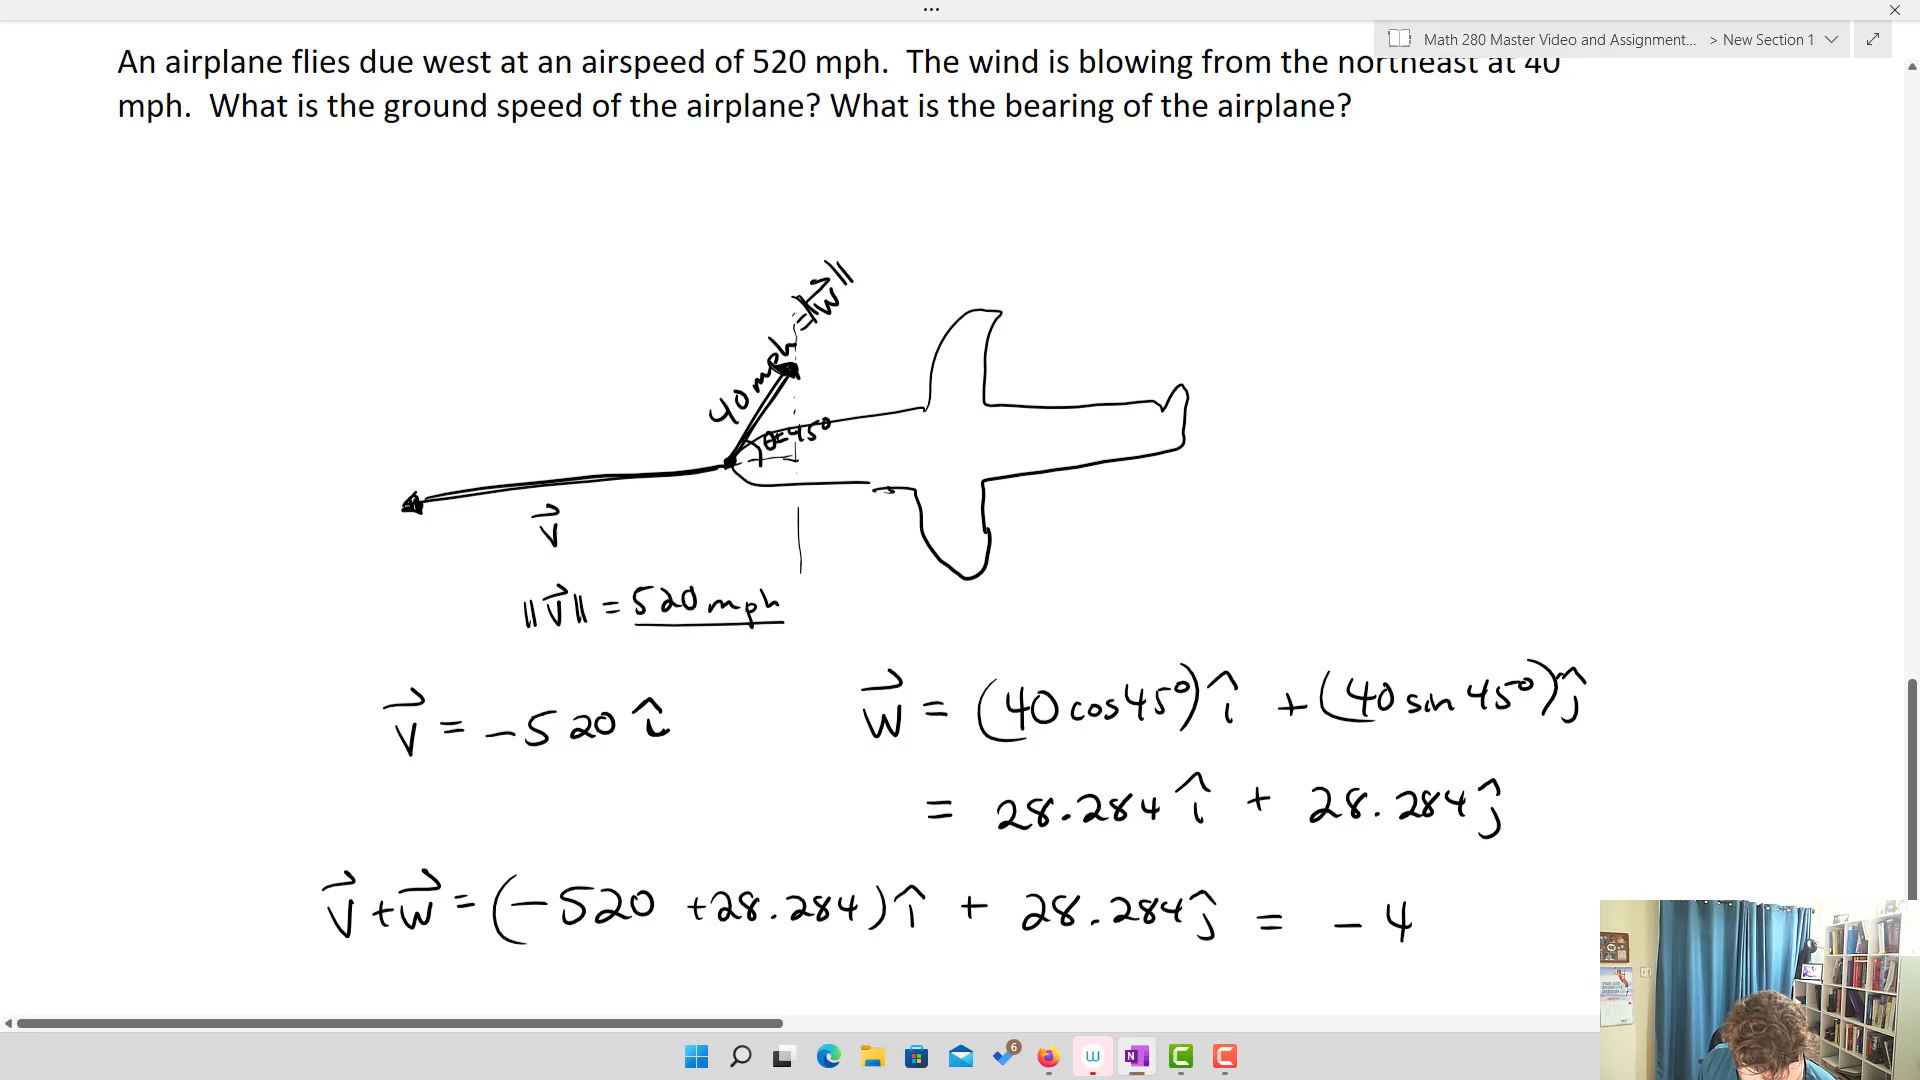 Math 280 Master Video and Assignment... > New Section 1
An airplane flies due west at an airspeed of 520 mph. The wind is blowing from the northeast at 40
mph. What is the ground speed of the airplane? What is the bearing of the airplane?
40 mph = ||w⃗||
θ=45°
v⃗
||v⃗|| = 520 mph
v⃗ = -520 î
w⃗ = (40 cos 45°) î + (40 sin 45°) ĵ
= 28.284 î + 28.284 ĵ
v⃗ + w⃗ = (-520 + 28.284) î + 28.284 ĵ = - 4
6
W
N
C
C